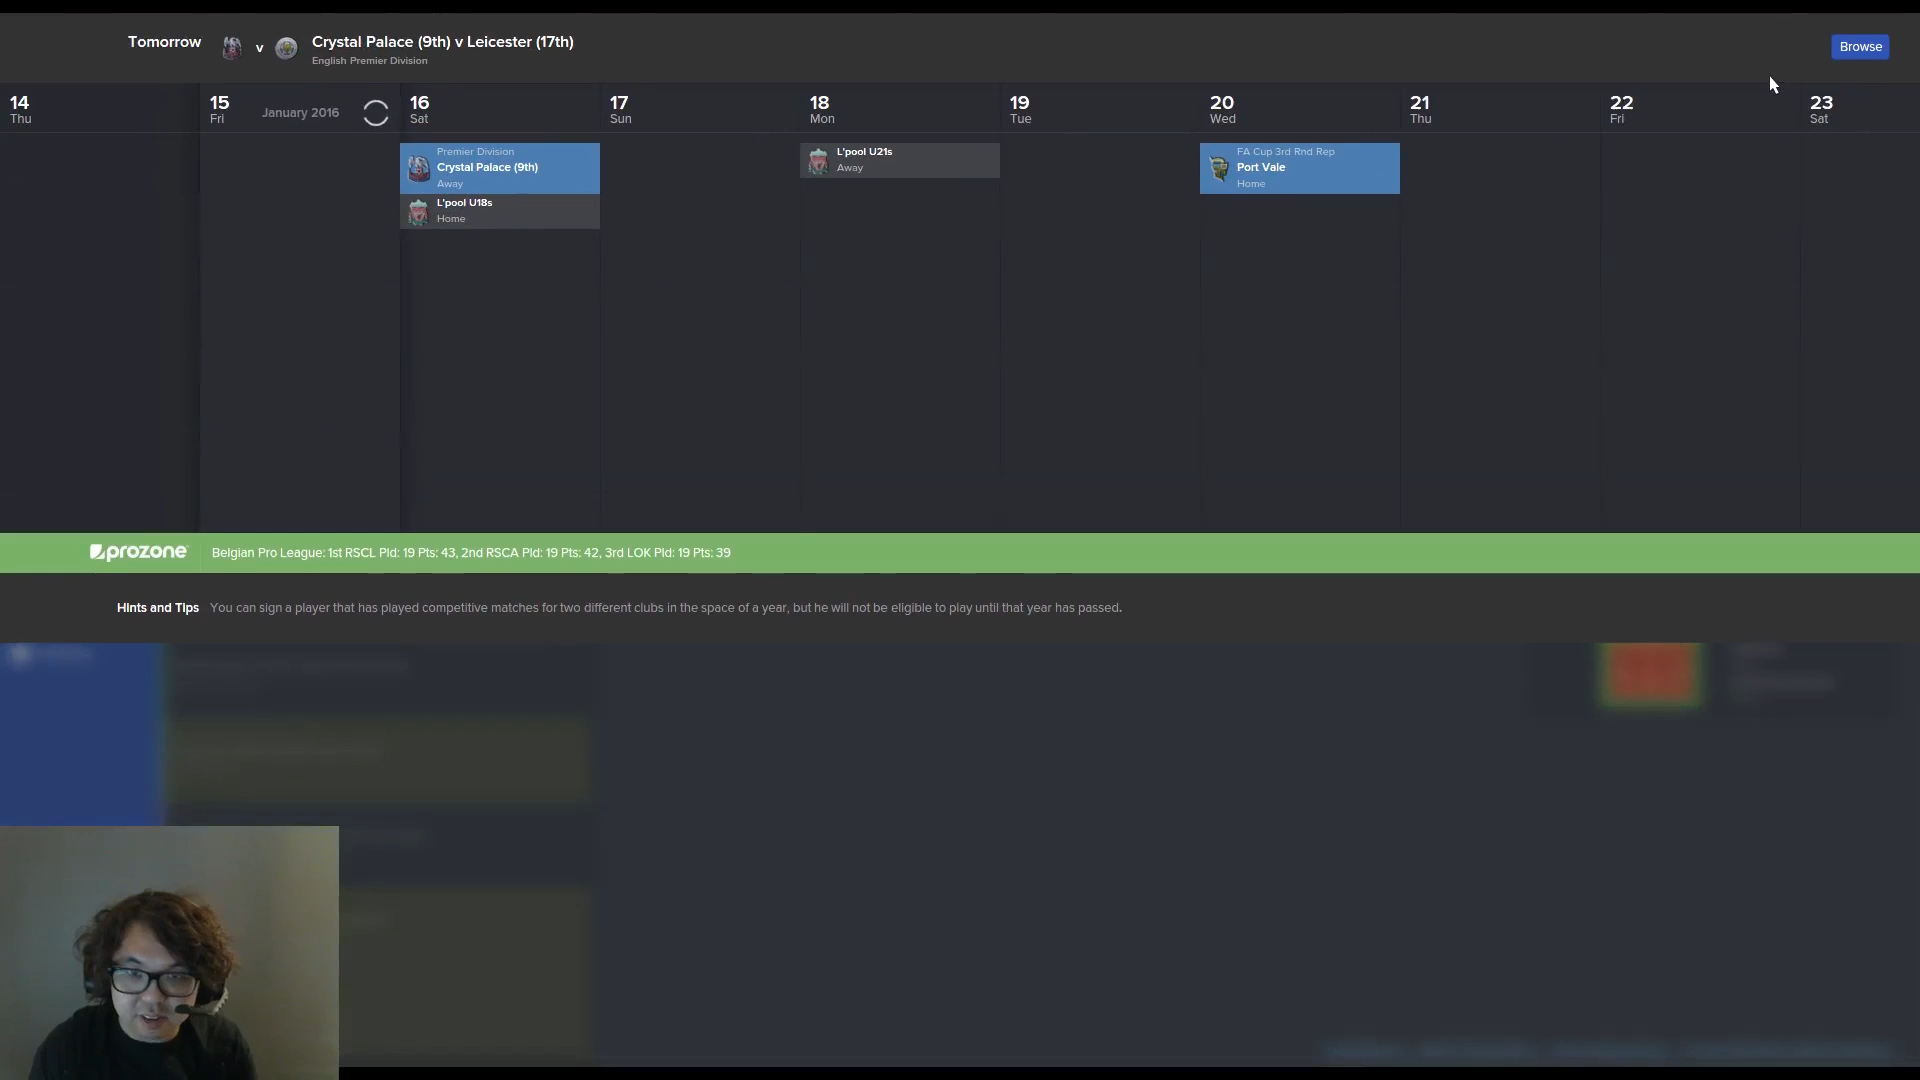 Tomorrow
v
Crystal Palace (9th) v Leicester (17th)
English Premier Division
Browse
14
Thu
15
Fri
January 2016
16
Sat
17
Sun
18
Mon
19
Tue
20
Wed
21
Thu
22
Fri
23
Sat
Premier Division
Crystal Palace (9th)
Away
L'pool U18s
Home
L'pool U21s
Away
FA Cup 3rd Rnd Rep
Port Vale
Home
prozone
Belgian Pro League: 1st RSCL Pld: 19 Pts: 43, 2nd RSCA Pld: 19 Pts: 42, 3rd LOK Pld: 19 Pts: 39
Hints and Tips
You can sign a player that has played competitive matches for two different clubs in the space of a year, but he will not be eligible to play until that year has passed.